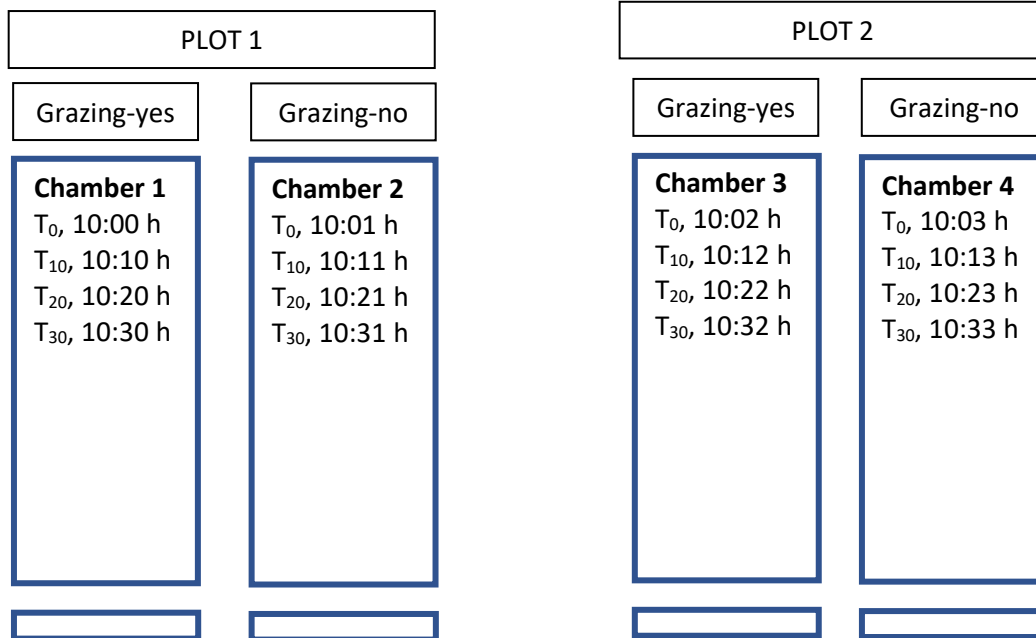 PLOT 1
Grazing-yes
Grazing-no
Chamber 1
T₀, 10:00 h
T₁₀, 10:10 h
T₂₀, 10:20 h
T₃₀, 10:30 h
Chamber 2
T₀, 10:01 h
T₁₀, 10:11 h
T₂₀, 10:21 h
T₃₀, 10:31 h
PLOT 2
Grazing-yes
Grazing-no
Chamber 3
T₀, 10:02 h
T₁₀, 10:12 h
T₂₀, 10:22 h
T₃₀, 10:32 h
Chamber 4
T₀, 10:03 h
T₁₀, 10:13 h
T₂₀, 10:23 h
T₃₀, 10:33 h